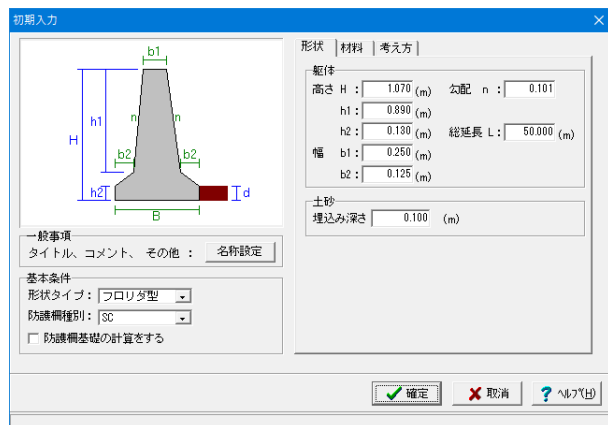 初期入力
b1
h1
H
n
n
b2
b2
h2
d
B
一般事項
タイトル、コメント、 その他 : 名称設定
基本条件
形状タイプ: フロリダ型
防護柵種別: SC
防護柵基礎の計算をする
形状 材料 考え方
躯体
高さ H : 1.070 (m) 勾配 n : 0.101
h1: 0.890 (m)
h2: 0.130 (m) 総延長 L: 50.000 (m)
幅 b1: 0.250 (m)
b2: 0.125 (m)
土砂
埋込み深さ 0.100 (m)
確定 取消 ? ヘルプ(H)